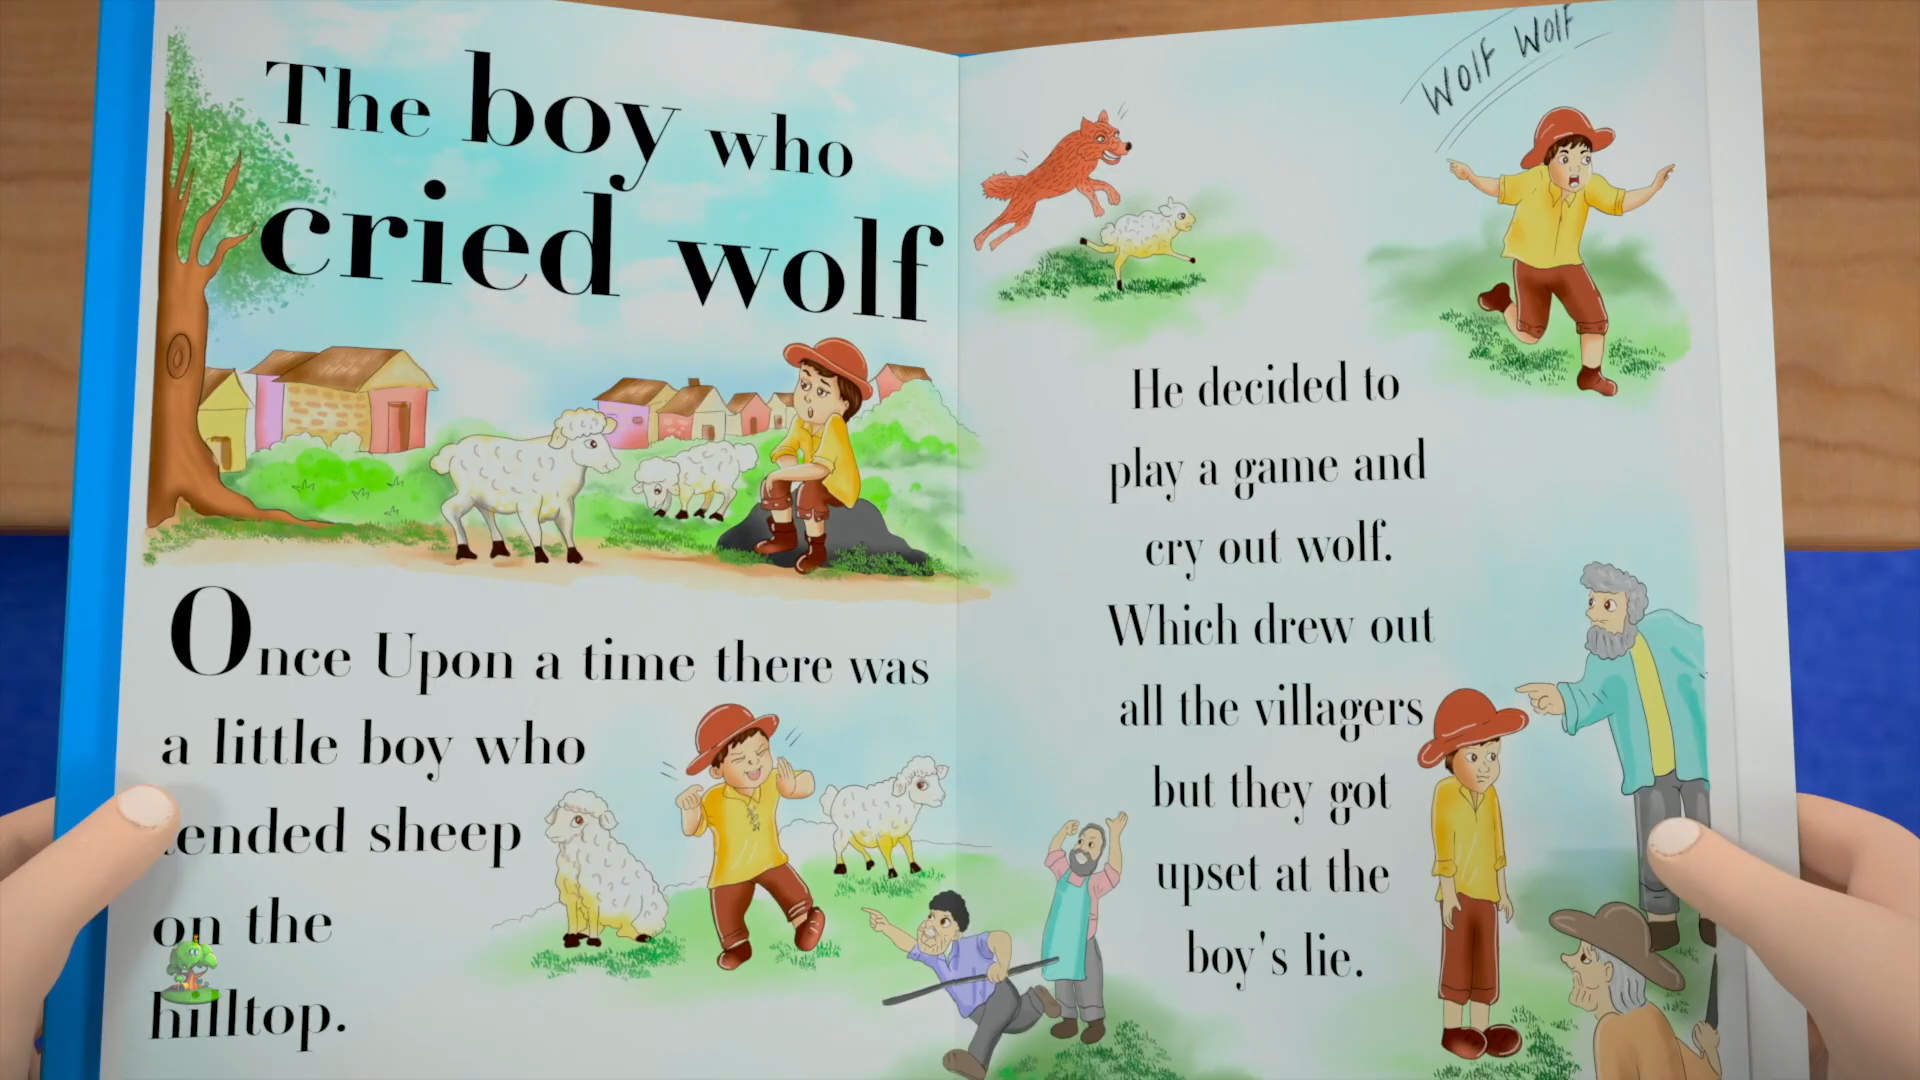 The boy who
cried wolf
Once Upon a time there was
a little boy who
tended sheep
on the
hilltop.
WOLF WOLF
He decided to
play a game and
cry out wolf.
Which drew out
all the villagers
but they got
upset at the
boy's lie.